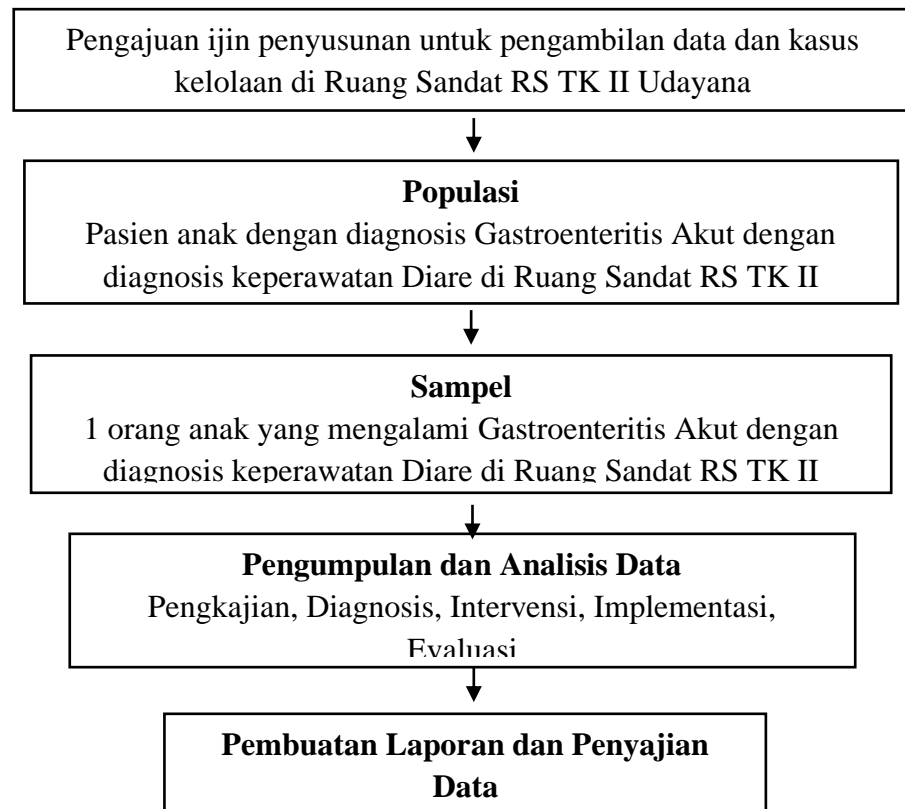 Pengajuan ijin penyusunan untuk pengambilan data dan kasus
kelolaan di Ruang Sandat RS TK II Udayana
Populasi
Pasien anak dengan diagnosis Gastroenteritis Akut dengan
diagnosis keperawatan Diare di Ruang Sandat RS TK II
Sampel
1 orang anak yang mengalami Gastroenteritis Akut dengan
diagnosis keperawatan Diare di Ruang Sandat RS TK II
Pengumpulan dan Analisis Data
Pengkajian, Diagnosis, Intervensi, Implementasi,
Evaluasi
Pembuatan Laporan dan Penyajian
Data